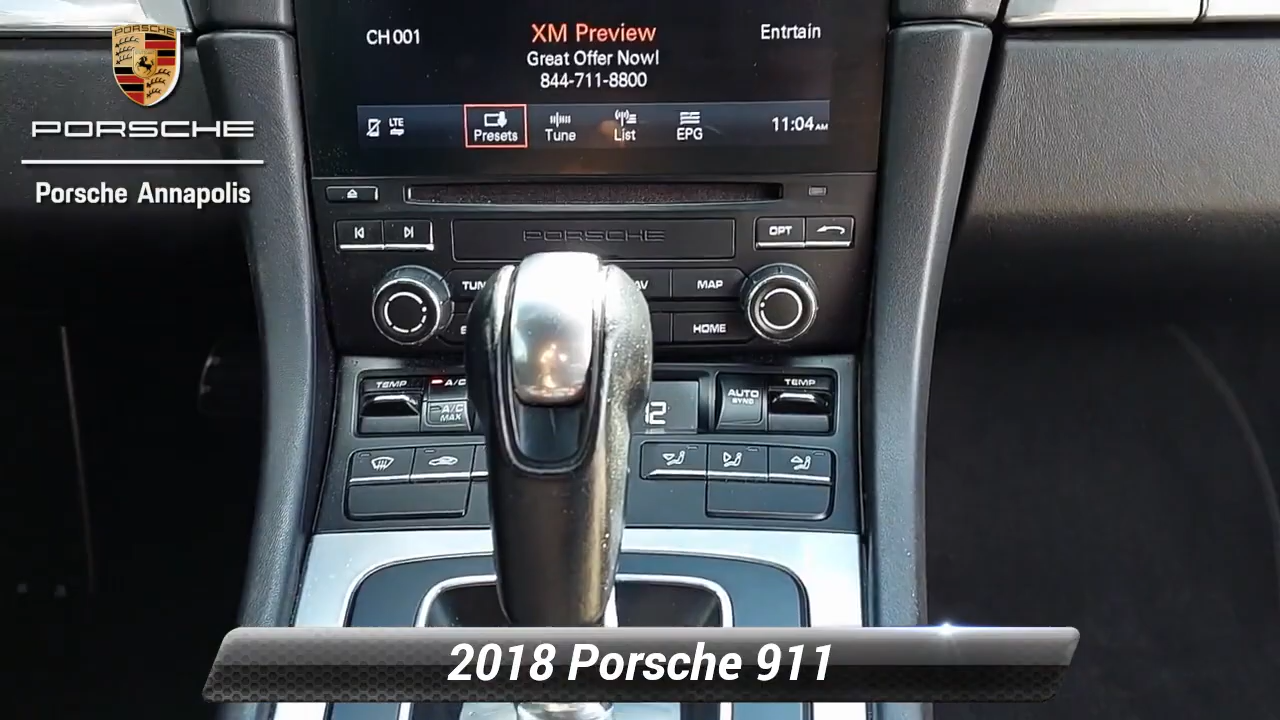 PORSCHE
PORSCHE
Porsche Annapolis
CH 001
XM Preview
Entrtain
Great Offer Now!
844-711-8800
LTE
Presets
Tune
List
EPG
11:04AM
PORSCHE
OPT
MAP
HOME
TEMP
A/C
A/C
MAX
AUTO
SYNC
TEMP
2018 Porsche 911